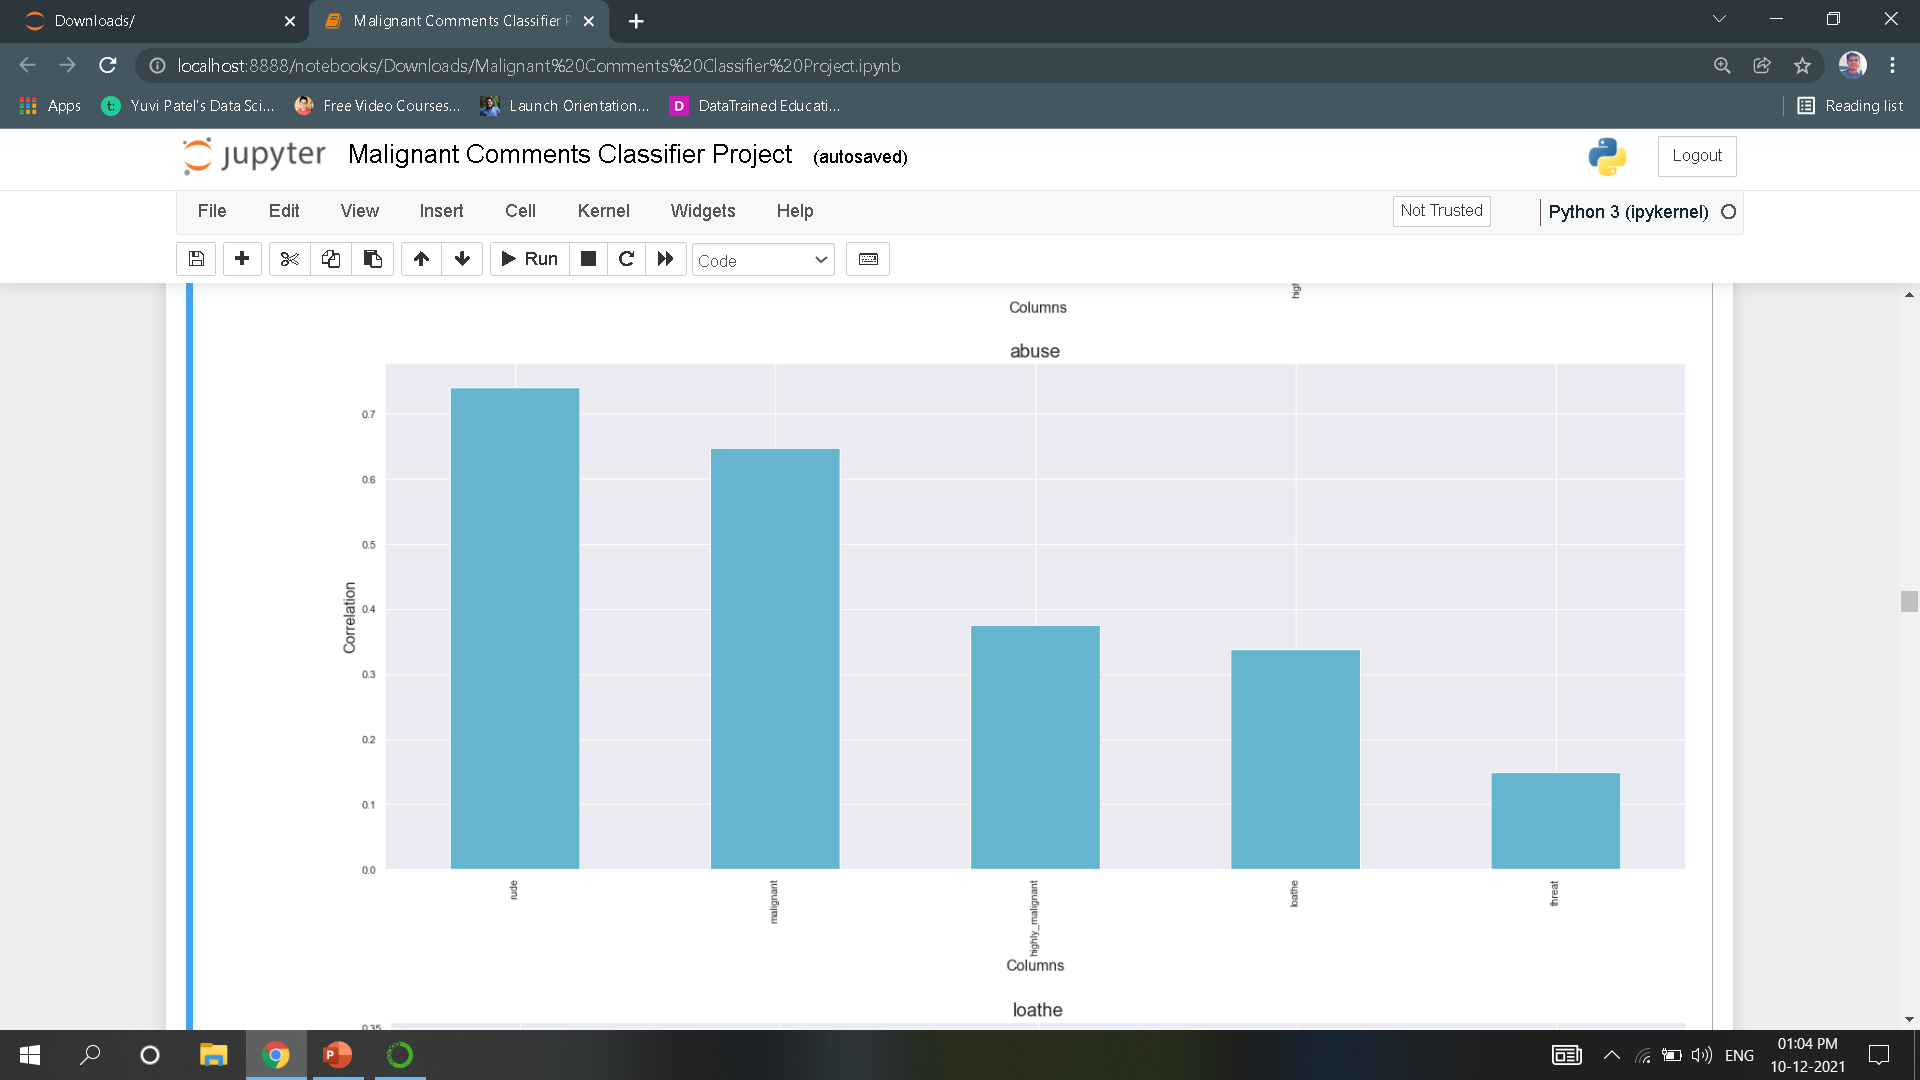 Downloads/
Malignant Comments Classifier P
localhost:8888/notebooks/Downloads/Malignant%20Comments%20Classifier%20Project.ipynb
Apps
Yuvi Patel's Data Sci...
Free Video Courses...
Launch Orientation...
D
DataTrained Educati...
Reading list
jupyter
Malignant Comments Classifier Project
(autosaved)
Logout
File
Edit
View
Insert
Cell
Kernel
Widgets
Help
Not Trusted
Python 3 (ipykernel)
Run
Code
Columns
abuse
0.7
0.6
0.5
0.4
0.3
0.2
0.1
0.0
Correlation
rude
malignant
highly_malignant
loathe
threat
Columns
loathe
0.35
ENG
01:04 PM
10-12-2021